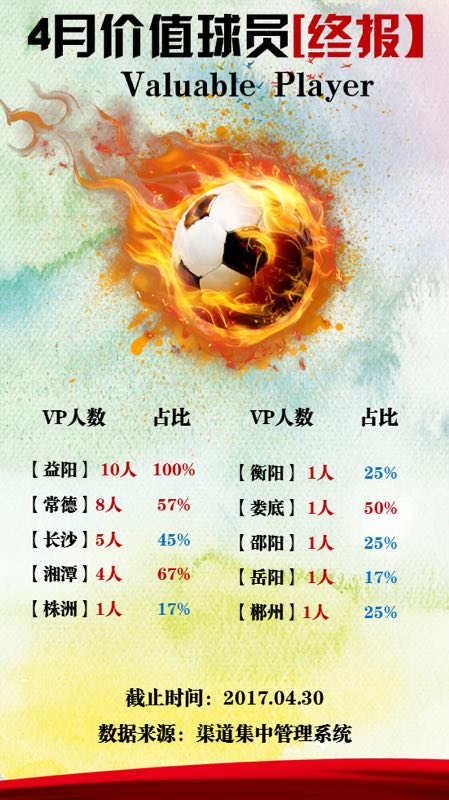 4月价值球员[终报】
Valuable Player
VP人数 占比 VP人数 占比
【益阳】10人 100% 【衡阳】1人 25%
【常德】8人 57% 【娄底】1人 50%
【长沙】5人 45% 【邵阳】1人 25%
【湘潭】4人 67% 【岳阳】1人 17%
【株洲】1人 17% 【郴州】1人 25%
截止时间：2017.04.30
数据来源：渠道集中管理系统